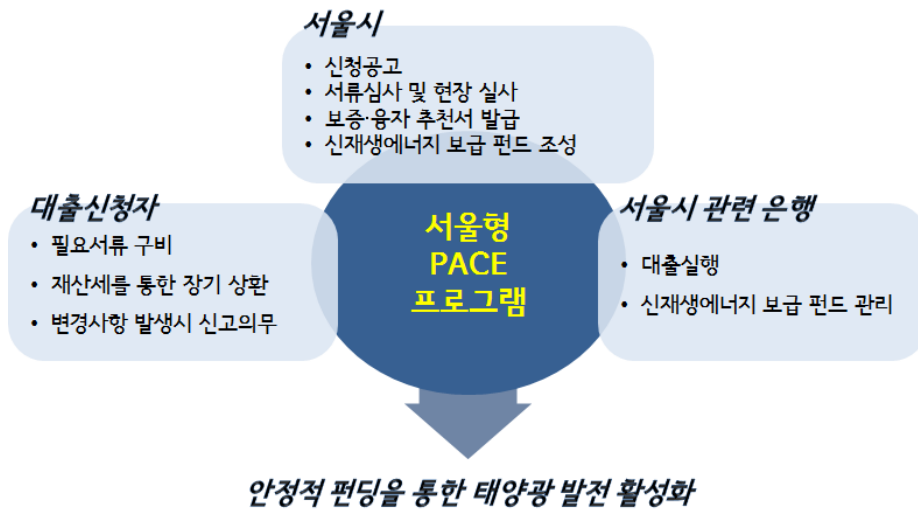 서울시
• 신청공고
• 서류심사 및 현장 실사
• 보증·융자 추천서 발급
• 신재생에너지 보급 펀드 조성
대출신청자
• 필요서류 구비
• 재산세를 통한 장기 상환
• 변경사항 발생시 신고의무
서울형
PACE
프로그램
서울시 관련 은행
• 대출실행
• 신재생에너지 보급 펀드 관리
안정적 펀딩을 통한 태양광 발전 활성화